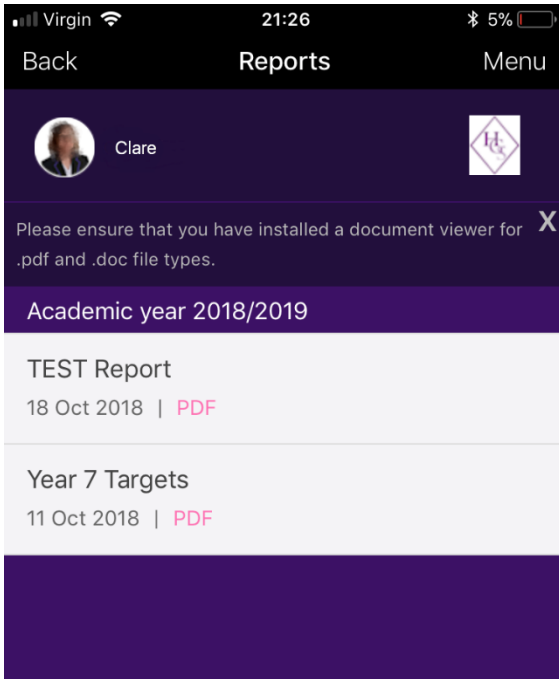 Virgin 21:26 5%
Back Reports Menu
Clare
HGS
Please ensure that you have installed a document viewer for X
.pdf and .doc file types.
Academic year 2018/2019
TEST Report
18 Oct 2018 | PDF
Year 7 Targets
11 Oct 2018 | PDF